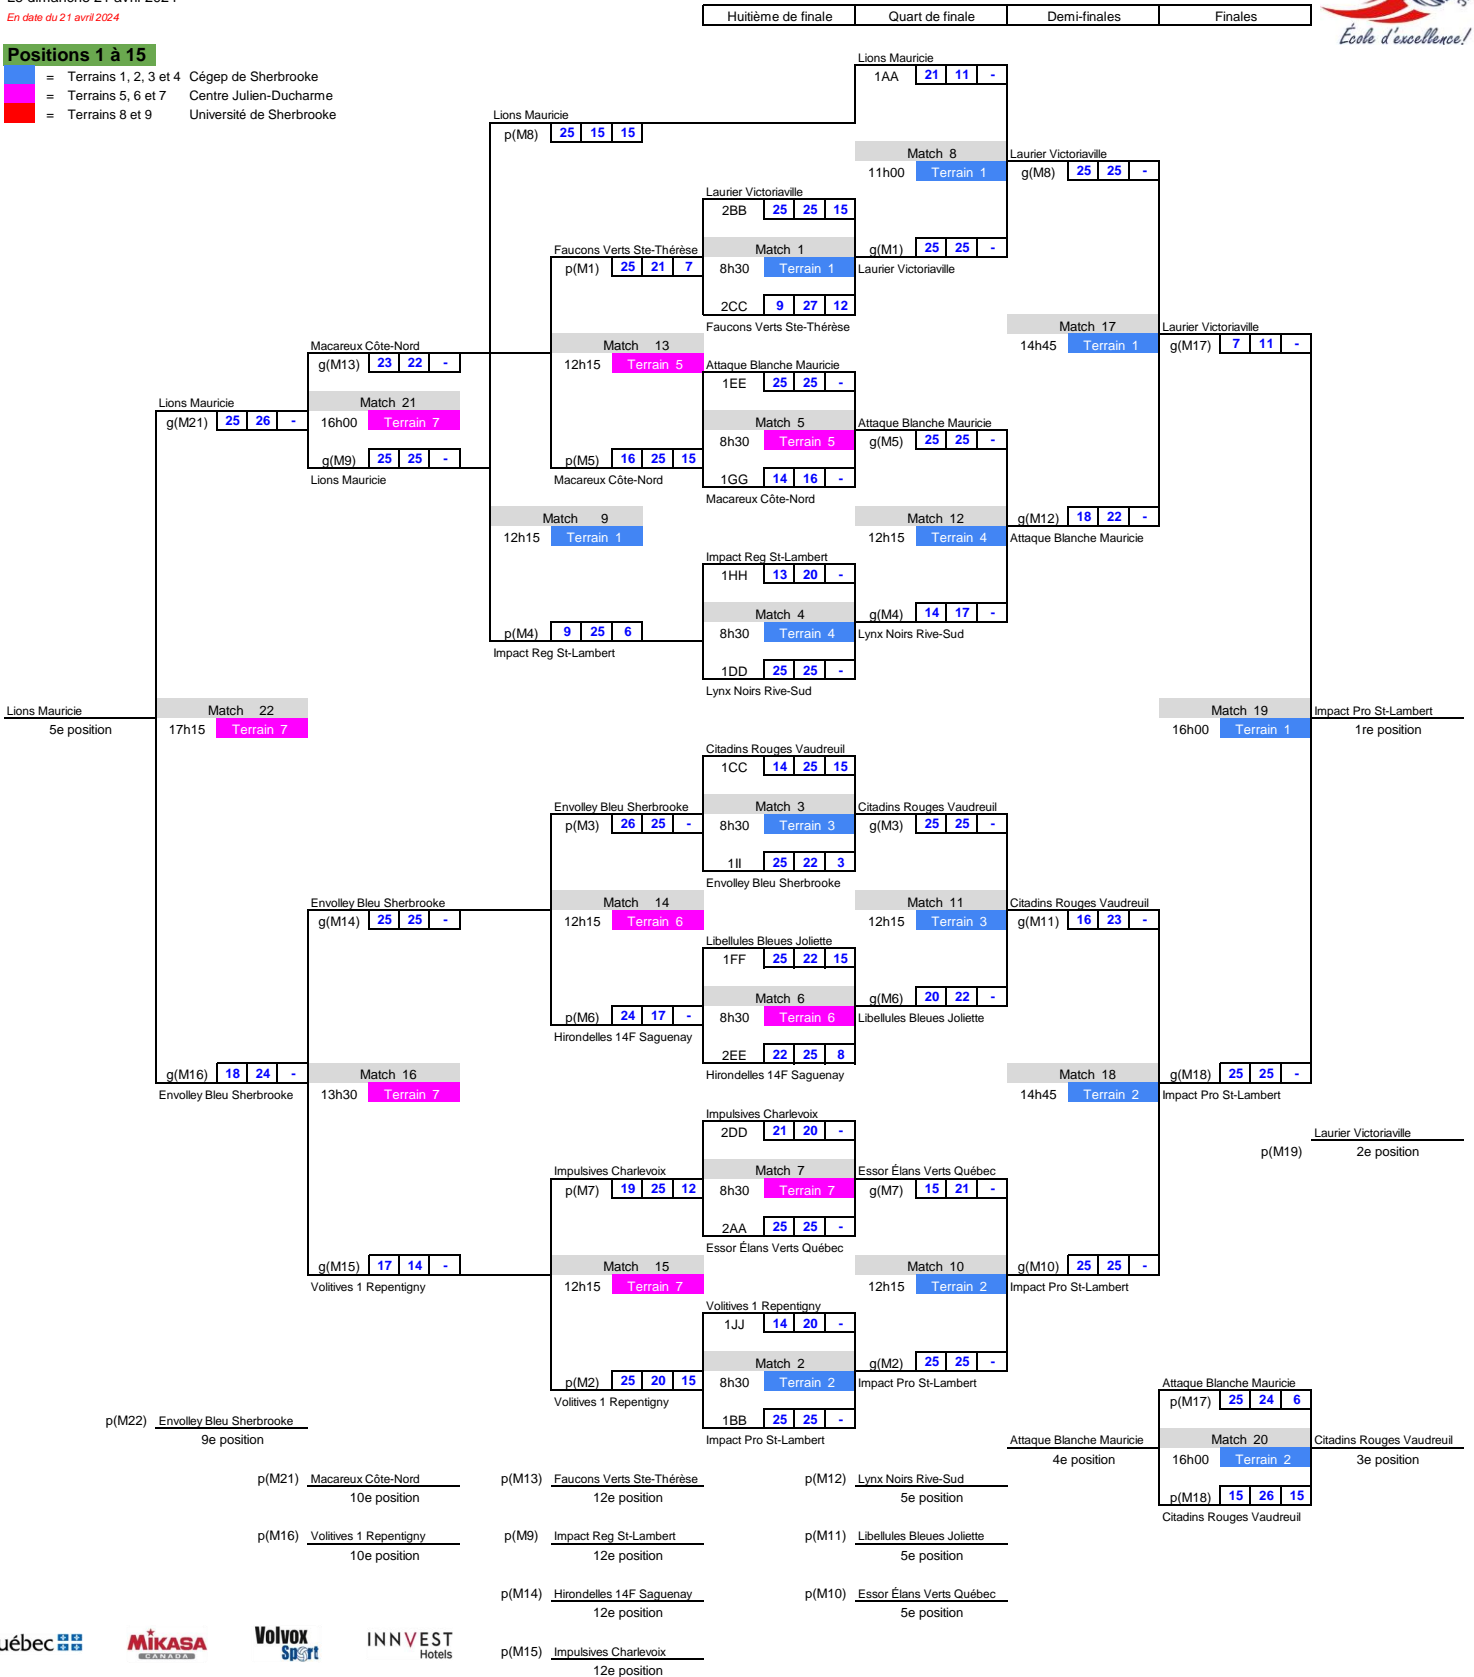 En date du 21 avril 2024
Huitième de finale Quart de finale Demi-finales Finales
École d'excellence!
Positions 1 à 15
= Terrains 1, 2, 3 et 4 Cégep de Sherbrooke
= Terrains 5, 6 et 7 Centre Julien-Ducharme
= Terrains 8 et 9 Université de Sherbrooke
Lions Mauricie
1AA 21 11 -
Lions Mauricie
p(M8) 25 15 15
Match 8 Laurier Victoriaville
11h00 Terrain 1 g(M8) 25 25 -
Laurier Victoriaville
2BB 25 25 15
Faucons Verts Ste-Thérèse Match 1 g(M1) 25 25 -
p(M1) 25 21 7 8h30 Terrain 1 Laurier Victoriaville
2CC 9 27 12
Faucons Verts Ste-Thérèse Match 17 Laurier Victoriaville
Macareux Côte-Nord Match 13 14h45 Terrain 1 g(M17) 7 11 -
g(M13) 23 22 - 12h15 Terrain 5 Attaque Blanche Mauricie
1EE 25 25 -
Lions Mauricie Match 21
g(M21) 25 26 - 16h00 Terrain 7 Match 5 Attaque Blanche Mauricie
8h30 Terrain 5 g(M5) 25 25 -
g(M9) 25 25 - p(M5) 16 25 15
Lions Mauricie Macareux Côte-Nord 1GG 14 16 -
Macareux Côte-Nord
Match 9 Match 12 g(M12) 18 22 -
12h15 Terrain 1 12h15 Terrain 4 Attaque Blanche Mauricie
Impact Reg St-Lambert
1HH 13 20 -
Match 4 g(M4) 14 17 -
p(M4) 9 25 6 8h30 Terrain 4 Lynx Noirs Rive-Sud
Impact Reg St-Lambert
1DD 25 25 -
Lynx Noirs Rive-Sud
Lions Mauricie Match 22 Match 19 Impact Pro St-Lambert
5e position 17h15 Terrain 7 16h00 Terrain 1 1re position
Citadins Rouges Vaudreuil
1CC 14 25 15
Envolley Bleu Sherbrooke Match 3 Citadins Rouges Vaudreuil
p(M3) 26 25 - 8h30 Terrain 3 g(M3) 25 25 -
1II 25 22 3
Envolley Bleu Sherbrooke
Envolley Bleu Sherbrooke Match 14 Match 11 Citadins Rouges Vaudreuil
g(M14) 25 25 - 12h15 Terrain 6 12h15 Terrain 3 g(M11) 16 23 -
Libellules Bleues Joliette
1FF 25 22 15
Match 6 g(M6) 20 22 -
p(M6) 24 17 - 8h30 Terrain 6 Libellules Bleues Joliette
Hirondelles 14F Saguenay
2EE 22 25 8
g(M16) 18 24 - Match 16 Hirondelles 14F Saguenay Match 18 g(M18) 25 25 -
Envolley Bleu Sherbrooke 13h30 Terrain 7 14h45 Terrain 2 Impact Pro St-Lambert
Impulsives Charlevoix
2DD 21 20 - Laurier Victoriaville
p(M19) 2e position
Impulsives Charlevoix Match 7 Essor Élans Verts Québec
p(M7) 19 25 12 8h30 Terrain 7 g(M7) 15 21 -
2AA 25 25 -
Essor Élans Verts Québec
g(M15) 17 14 - Match 15 Match 10 g(M10) 25 25 -
Volitives 1 Repentigny 12h15 Terrain 7 12h15 Terrain 2 Impact Pro St-Lambert
Volitives 1 Repentigny
1JJ 14 20 -
Match 2 g(M2) 25 25 -
p(M2) 25 20 15 8h30 Terrain 2 Impact Pro St-Lambert Attaque Blanche Mauricie
Volitives 1 Repentigny p(M17) 25 24 6
1BB 25 25 -
p(M22) Envolley Bleu Sherbrooke Impact Pro St-Lambert Attaque Blanche Mauricie Match 20 Citadins Rouges Vaudreuil
9e position 4e position 16h00 Terrain 2 3e position
p(M21) Macareux Côte-Nord p(M13) Faucons Verts Ste-Thérèse p(M12) Lynx Noirs Rive-Sud
10e position 12e position 5e position p(M18) 15 26 15
Citadins Rouges Vaudreuil
p(M16) Volitives 1 Repentigny p(M9) Impact Reg St-Lambert p(M11) Libellules Bleues Joliette
10e position 12e position 5e position
p(M14) Hirondelles 14F Saguenay p(M10) Essor Élans Verts Québec
12e position 5e position
uébec MIKASA CANADA Volvox Sport INNVEST Hotels
p(M15) Impulsives Charlevoix
12e position